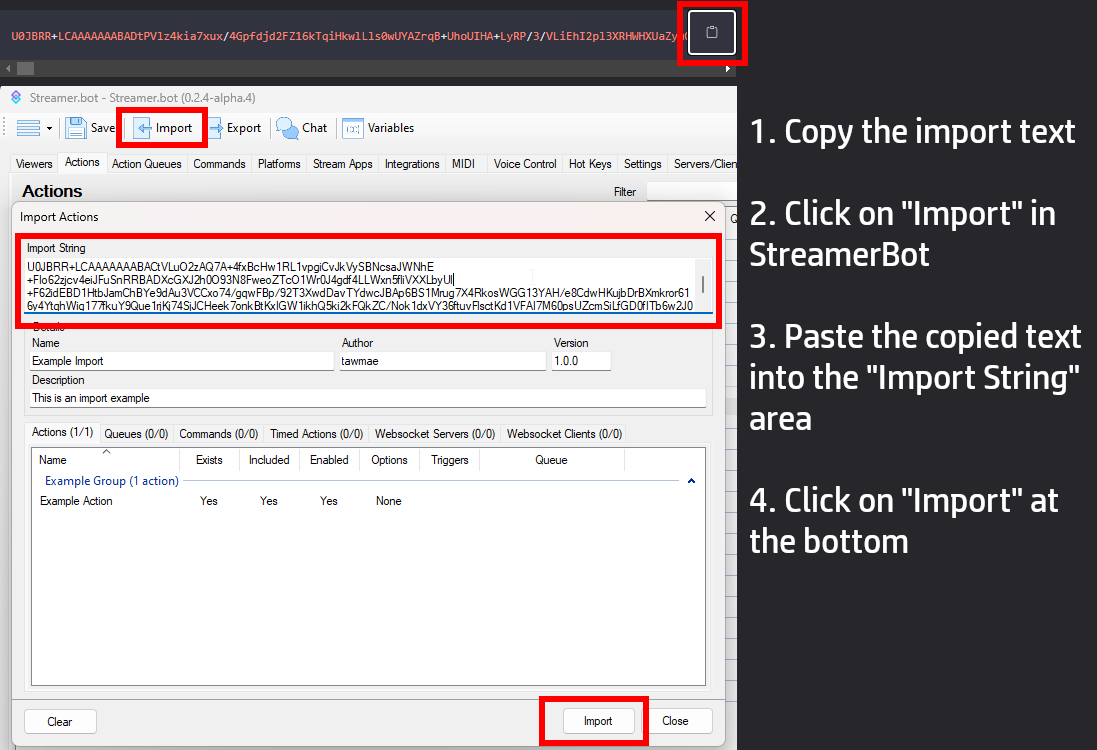 U0JBRR+LCAAAAAAABADtPVlz4kia7xux/4Gpfdjd2FZ16kTqiHkwlLls0wUYAZrqB+UhoUIHA+LyRP/3/VLiEhI2pl3XRHWHXUaZy
Streamer.bot - Streamer.bot (0.2.4-alpha.4)
Save Import Export Chat Variables
Viewers Actions Action Queues Commands Platforms Stream Apps Integrations MIDI Voice Control Hot Keys Settings Servers/Clien
Actions Filter
Import Actions
Import String
U0JBRR+LCAAAAAAABACtVLuO2zAQ7A+4fxBcHw1RL1vpgiCvJkVySBNcsaJWNhE
+Flo62zjcv4eiJFuSnRRBADXcGXJ2h0O93N8FweoZTcO1Wr0J4gdf4LLWxn5fliVXXLbyUl
+F62idEBD1HtbJamChBYe9dAu3VCCxo74/gqwFBp/92T3XwdDavTYdwcJBAp6BS1Mrug7X4RkosWGG13YAH/e8CdwHKujbDrBXmkror61
6y4YtghWig177fkuY9Que1rjKj74SjJCHeek7onkBtKxIGW1ikhQ5ki2kFQkZC/Nok1dxVY36ftuvFlsctKd1VFAl7M60psUZcmSiLfGD0fITb6w2J0
Details
Name Author Version
Example Import tawmae 1.0.0
Description
This is an import example
Actions (1/1) Queues (0/0) Commands (0/0) Timed Actions (0/0) Websocket Servers (0/0) Websocket Clients (0/0)
Name Exists Included Enabled Options Triggers Queue
Example Group (1 action)
Example Action Yes Yes Yes None
Clear Import Close
1. Copy the import text
2. Click on "Import" in
StreamerBot
3. Paste the copied text
into the "Import String"
area
4. Click on "Import" at
the bottom